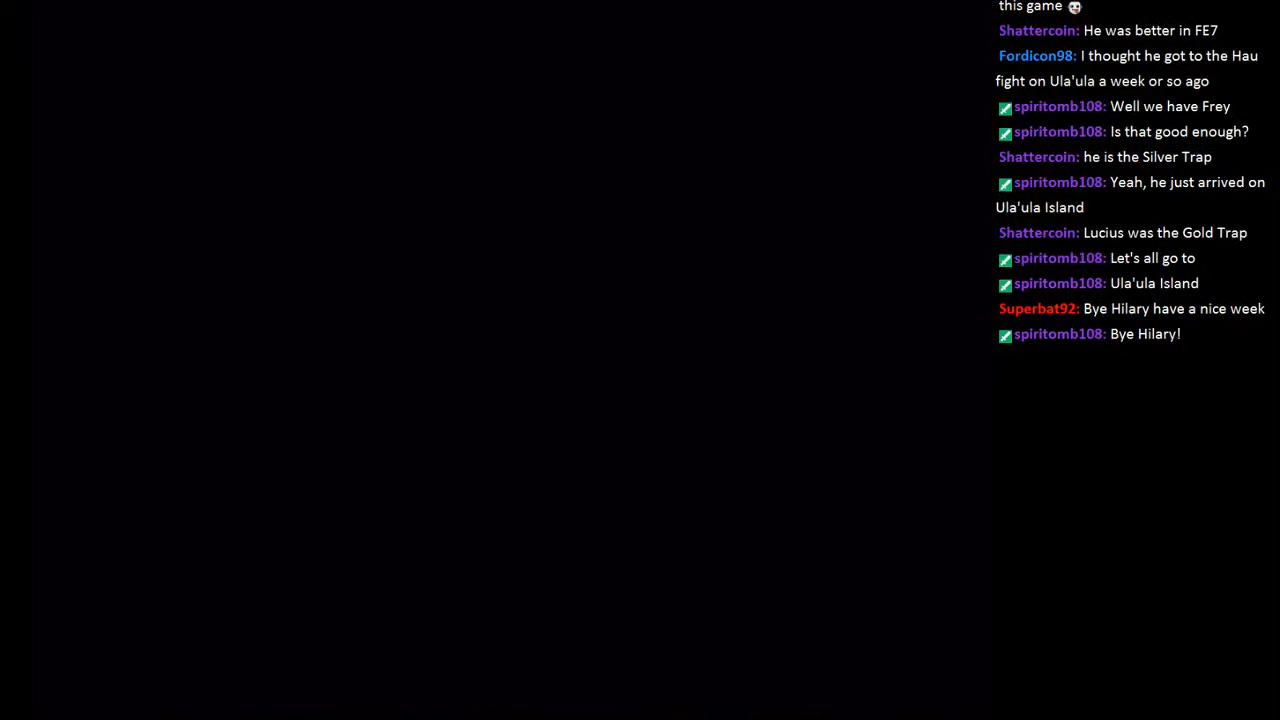 this game
Shattercoin: He was better in FE7
Fordicon98: I thought he got to the Hau
fight on Ula'ula a week or so ago
spiritomb108: Well we have Frey
spiritomb108: Is that good enough?
Shattercoin: he is the Silver Trap
spiritomb108: Yeah, he just arrived on
Ula'ula Island
Shattercoin: Lucius was the Gold Trap
spiritomb108: Let's all go to
spiritomb108: Ula'ula Island
Superbat92: Bye Hilary have a nice week
spiritomb108: Bye Hilary!